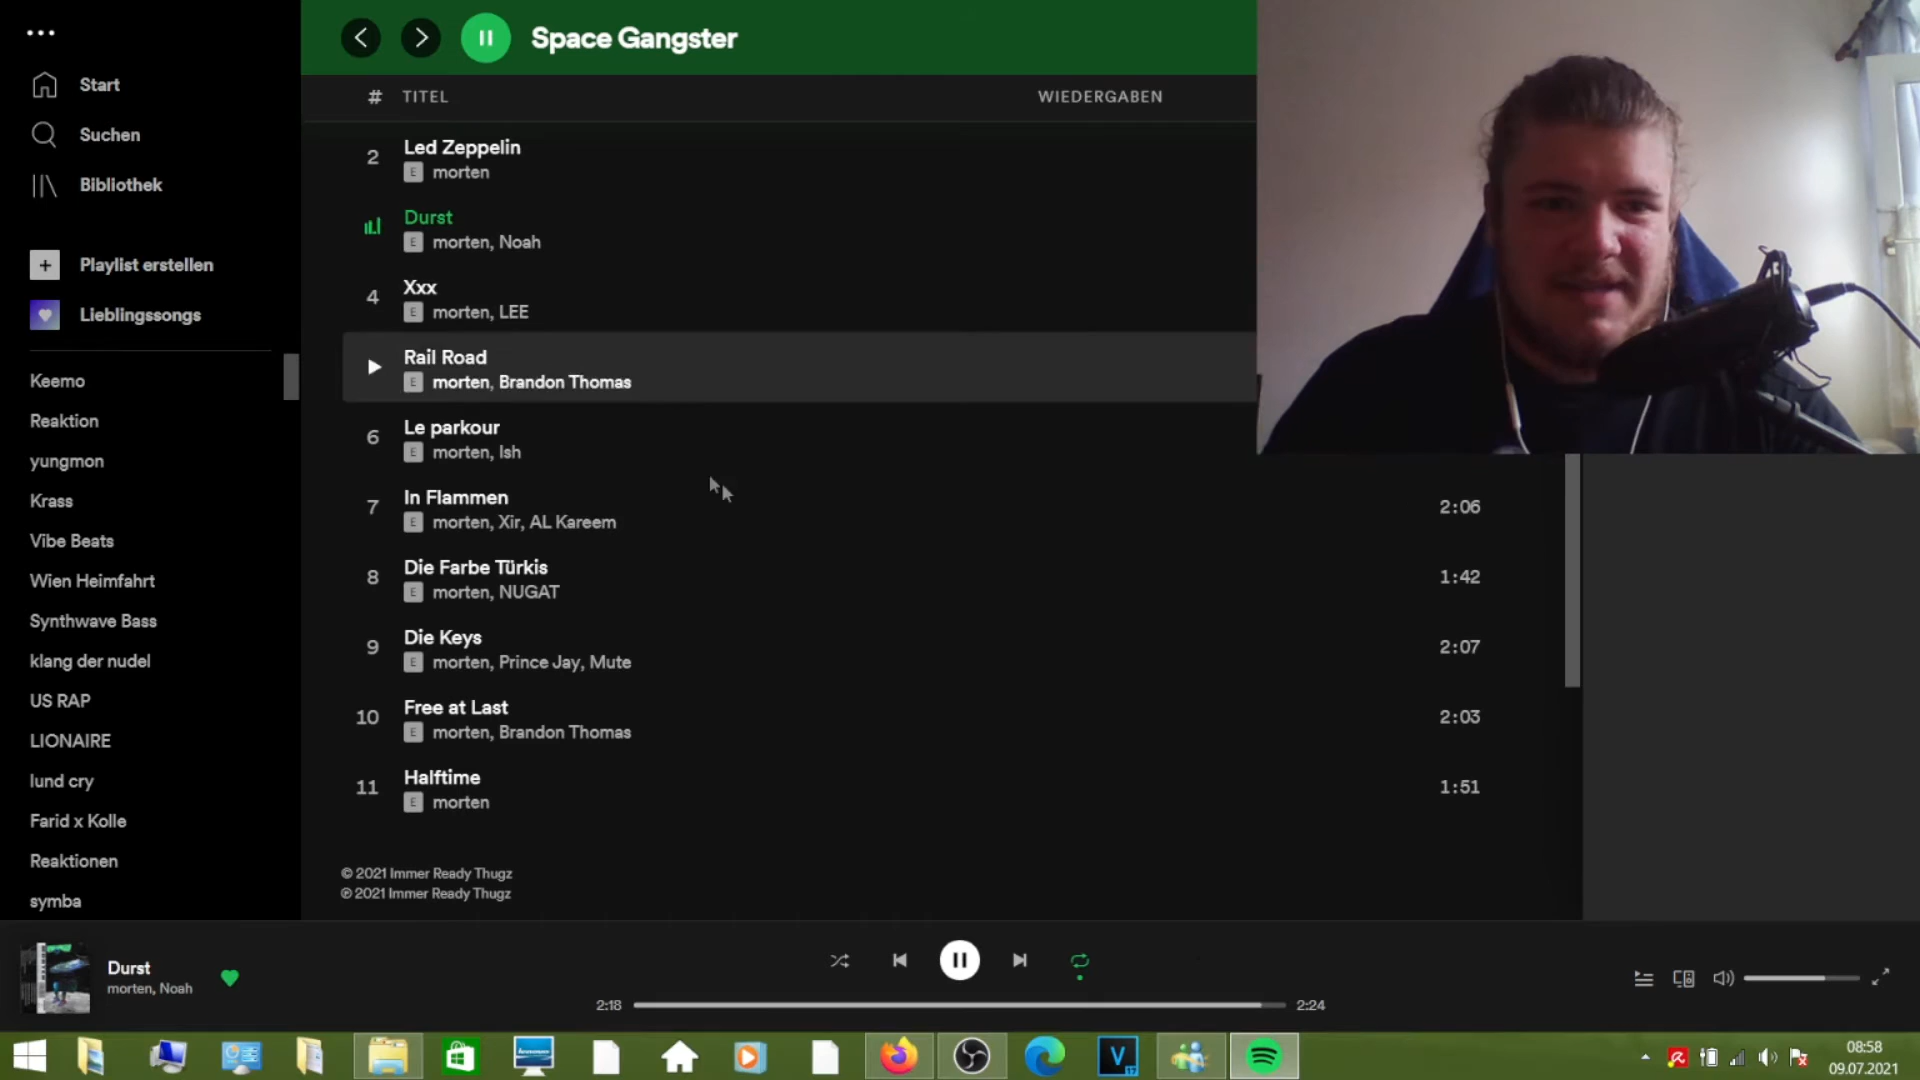 Space Gangster
Start
Suchen
Bibliothek
Playlist erstellen
Lieblingssongs
Keemo
Reaktion
yungmon
Krass
Vibe Beats
Wien Heimfahrt
Synthwave Bass
klang der nudel
US RAP
LIONAIRE
lund cry
Farid x Kolle
Reaktionen
symba
# TITEL WIEDERGABEN
2 Led Zeppelin
E morten
Durst
E morten, Noah
4 Xxx
E morten, LEE
Rail Road
E morten, Brandon Thomas
6 Le parkour
E morten, Ish
7 In Flammen 2:06
E morten, Xir, AL Kareem
8 Die Farbe Türkis 1:42
E morten, NUGAT
9 Die Keys 2:07
E morten, Prince Jay, Mute
10 Free at Last 2:03
E morten, Brandon Thomas
11 Halftime 1:51
E morten
© 2021 Immer Ready Thugz
℗ 2021 Immer Ready Thugz
Durst
morten, Noah
2:18 2:24
08:58
09.07.2021